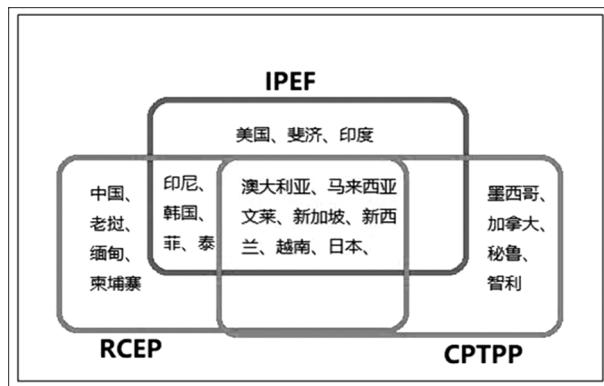 IPEF
美国、斐济、印度
中国、
老挝、
缅甸、
柬埔寨
印尼、
韩国、
菲、泰
澳大利亚、马来西亚
文莱、新加坡、新西
兰、越南、日本、
墨西哥、
加拿大、
秘鲁、
智利
RCEP
CPTPP